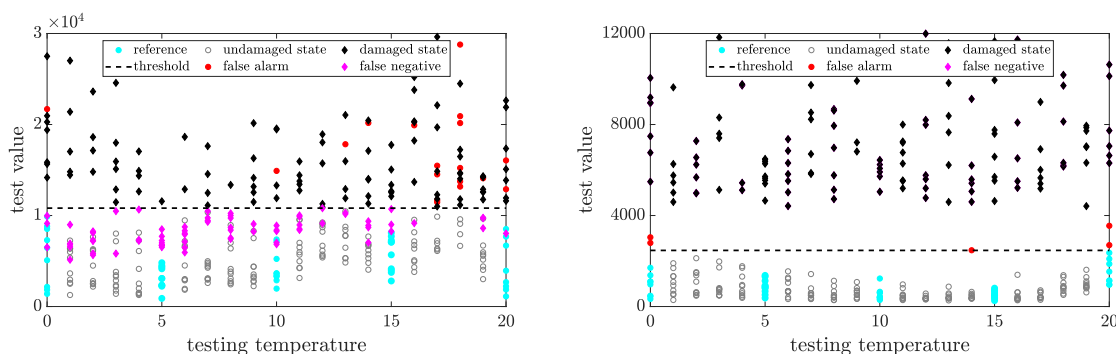 ×10⁴
3
2
1
0
test value
reference
undamaged state
damaged state
threshold
false alarm
false negative
0 5 10 15 20
testing temperature
12000
8000
4000
0
test value
reference
undamaged state
damaged state
threshold
false alarm
false negative
0 5 10 15 20
testing temperature